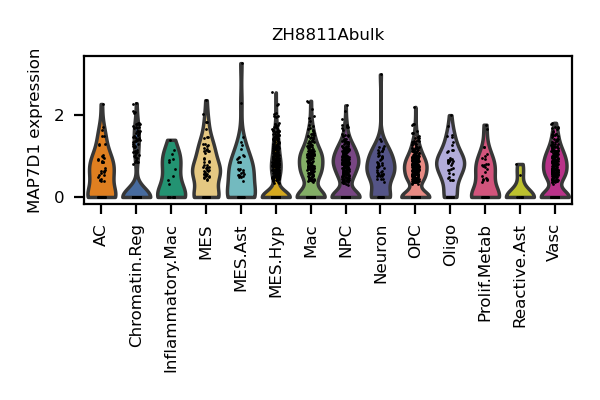 ZH8811Abulk
MAP7D1 expression
2
0
AC
Chromatin.Reg
Inflammatory.Mac
MES
MES.Ast
MES.Hyp
Mac
NPC
Neuron
OPC
Oligo
Prolif.Metab
Reactive.Ast
Vasc